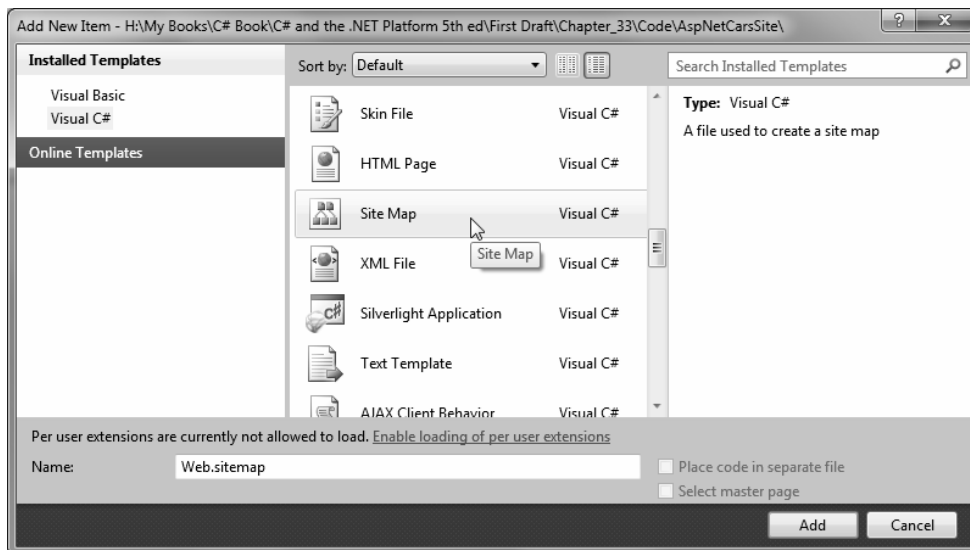 Add New Item - H:\My Books\C# Book\C# and the .NET Platform 5th ed\First Draft\Chapter_33\Code\AspNetCarsSite\
Installed Templates
Visual Basic
Visual C#
Online Templates
Sort by: Default
Search Installed Templates
Skin File Visual C#
HTML Page Visual C#
Site Map Visual C#
Site Map
XML File Visual C#
Silverlight Application Visual C#
Text Template Visual C#
AJAX Client Behavior Visual C#
Type: Visual C#
A file used to create a site map
Per user extensions are currently not allowed to load. Enable loading of per user extensions
Name: Web.sitemap
Place code in separate file
Select master page
Add Cancel